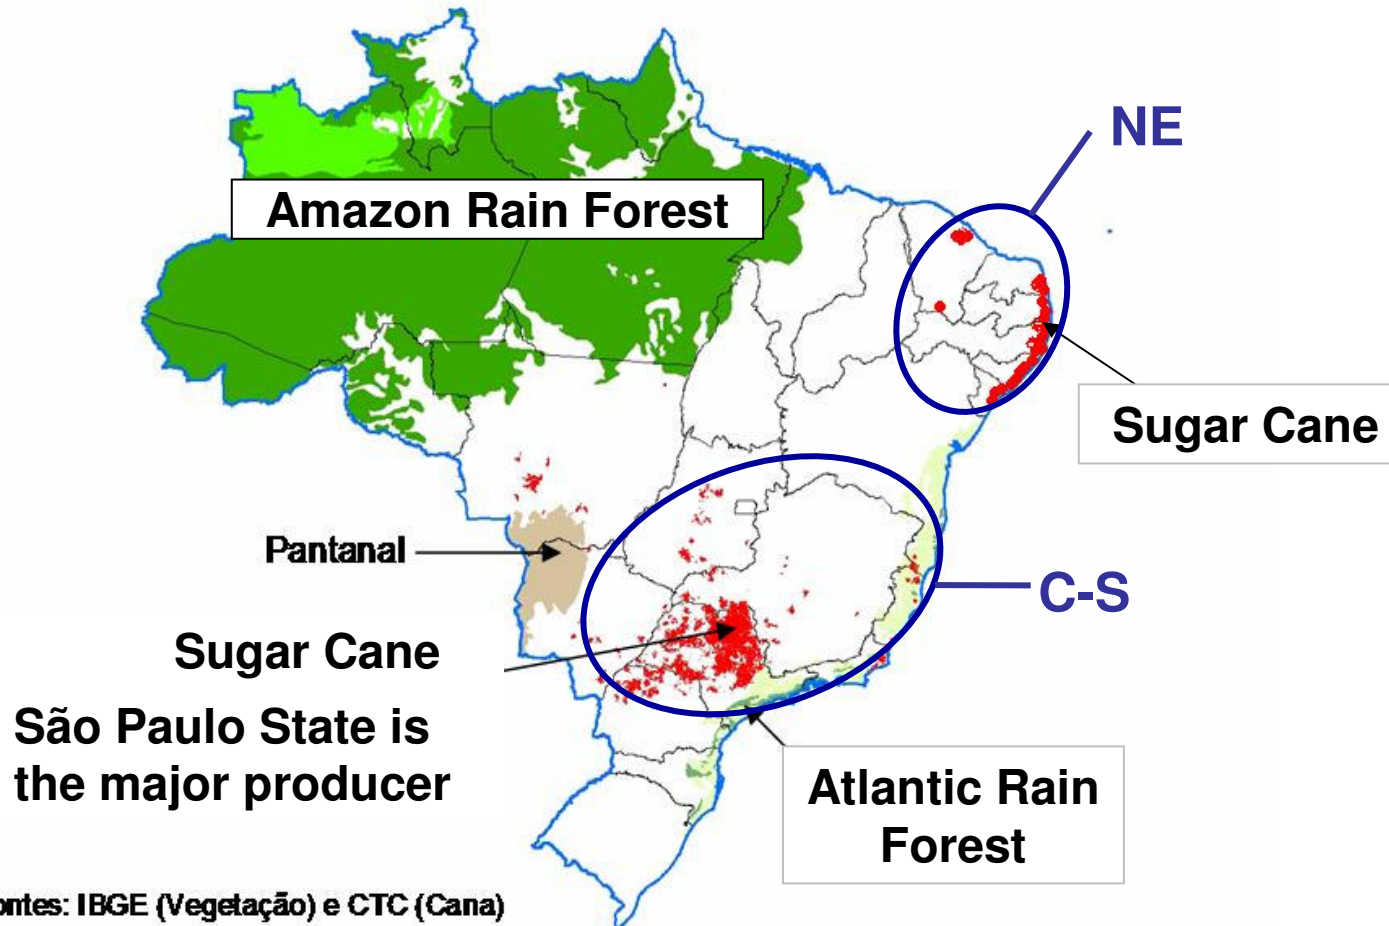 NE
Amazon Rain Forest
Sugar Cane
Pantanal
C-S
Sugar Cane
São Paulo State is
the major producer
Atlantic Rain
Forest
ontes: IBGE (Vegetação) e CTC (Cana)